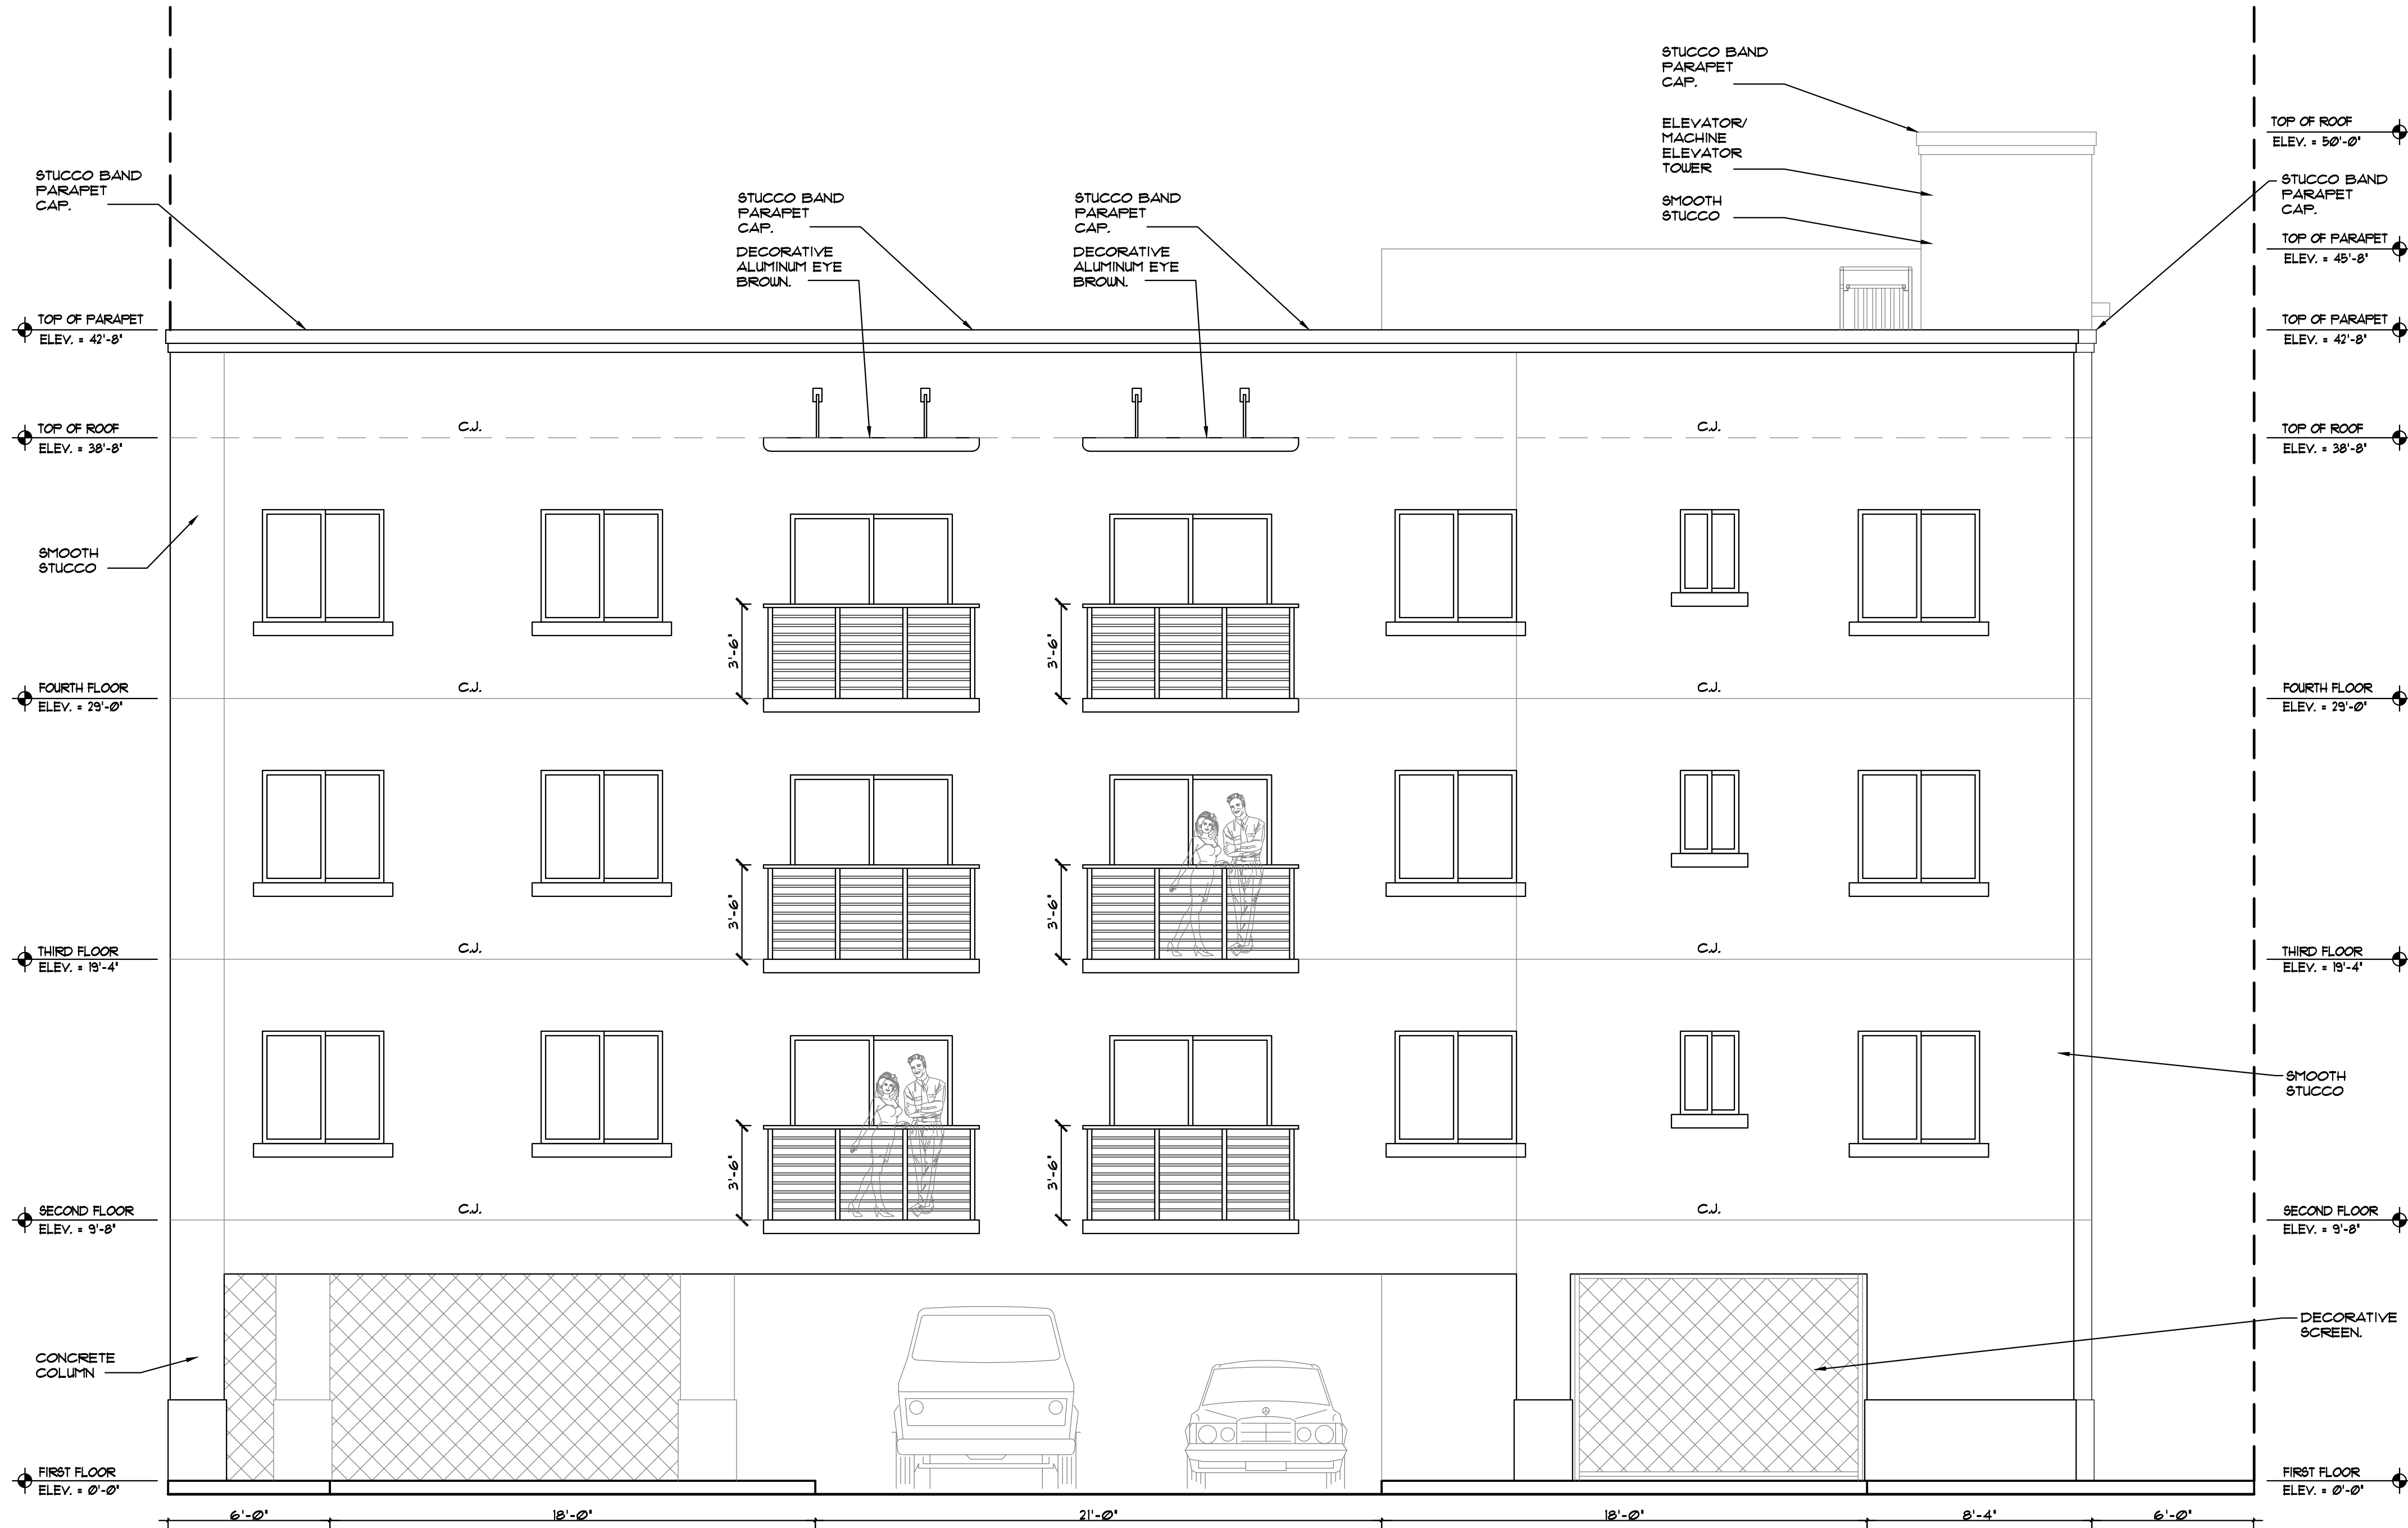 STUCCO BAND
PARAPET
CAP.
ELEVATOR/
MACHINE
ELEVATOR
TOWER
SMOOTH
STUCCO
TOP OF ROOF
ELEV. = 50'-0"
STUCCO BAND
PARAPET
CAP.
STUCCO BAND
PARAPET
CAP.
DECORATIVE
ALUMINUM EYE
BROWN.
STUCCO BAND
PARAPET
CAP.
DECORATIVE
ALUMINUM EYE
BROWN.
STUCCO BAND
PARAPET
CAP.
TOP OF PARAPET
ELEV. = 45'-8"
TOP OF PARAPET
ELEV. = 42'-8"
TOP OF PARAPET
ELEV. = 42'-8"
TOP OF ROOF
ELEV. = 38'-8"
C.J.
C.J.
TOP OF ROOF
ELEV. = 38'-8"
SMOOTH
STUCCO
3'-6"
3'-6"
FOURTH FLOOR
ELEV. = 29'-0"
C.J.
C.J.
FOURTH FLOOR
ELEV. = 29'-0"
3'-6"
3'-6"
THIRD FLOOR
ELEV. = 19'-4"
C.J.
C.J.
THIRD FLOOR
ELEV. = 19'-4"
SMOOTH
STUCCO
3'-6"
3'-6"
SECOND FLOOR
ELEV. = 9'-8"
C.J.
C.J.
SECOND FLOOR
ELEV. = 9'-8"
DECORATIVE
SCREEN.
CONCRETE
COLUMN
FIRST FLOOR
ELEV. = 0'-0"
FIRST FLOOR
ELEV. = 0'-0"
6'-0"
18'-0"
21'-0"
18'-0"
8'-4"
6'-0"